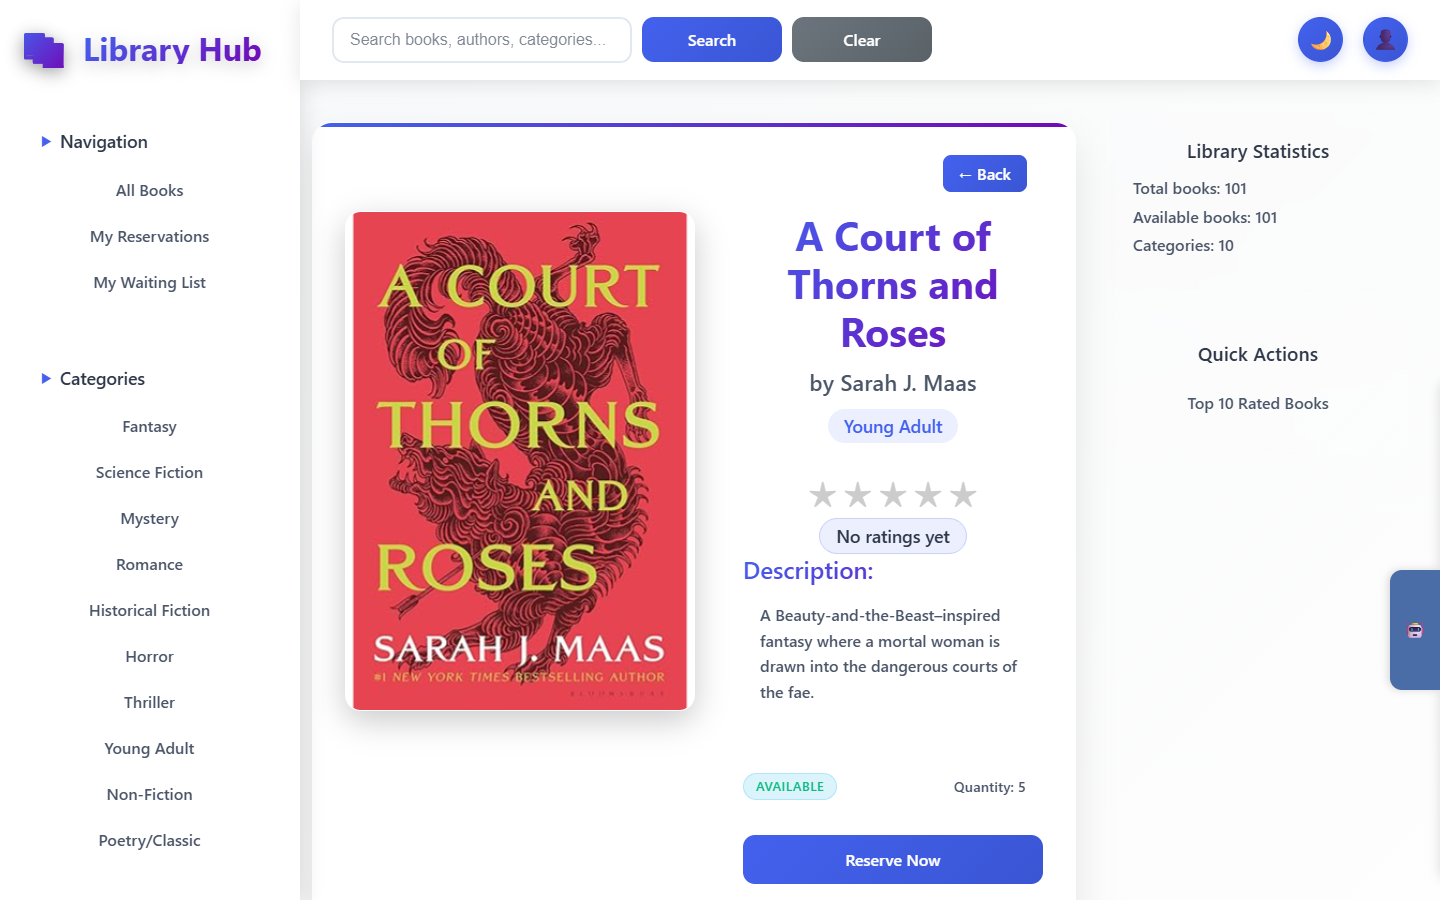 Library Hub
Search books, authors, categories...
Search
Clear
Navigation
All Books
My Reservations
My Waiting List
Categories
Fantasy
Science Fiction
Mystery
Romance
Historical Fiction
Horror
Thriller
Young Adult
Non-Fiction
Poetry/Classic
A COURT
OF
THORNS
AND
ROSES
SARAH J. MAAS
#1 NEW YORK TIMES BESTSELLING AUTHOR
BLOOMSBURY
← Back
A Court of
Thorns and
Roses
by Sarah J. Maas
Young Adult
No ratings yet
Description:
A Beauty-and-the-Beast–inspired
fantasy where a mortal woman is
drawn into the dangerous courts of
the fae.
AVAILABLE
Quantity: 5
Reserve Now
Library Statistics
Total books: 101
Available books: 101
Categories: 10
Quick Actions
Top 10 Rated Books